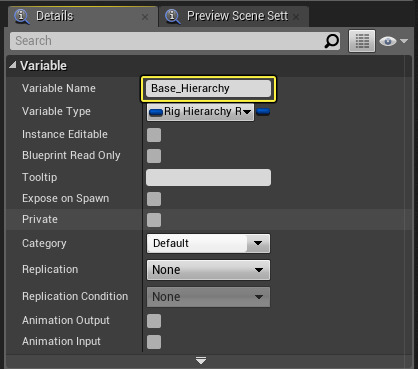 Details Preview Scene Sett
Search
Variable
Variable Name Base_Hierarchy
Variable Type Rig Hierarchy R
Instance Editable
Blueprint Read Only
Tooltip
Expose on Spawn
Private
Category Default
Replication None
Replication Condition None
Animation Output
Animation Input